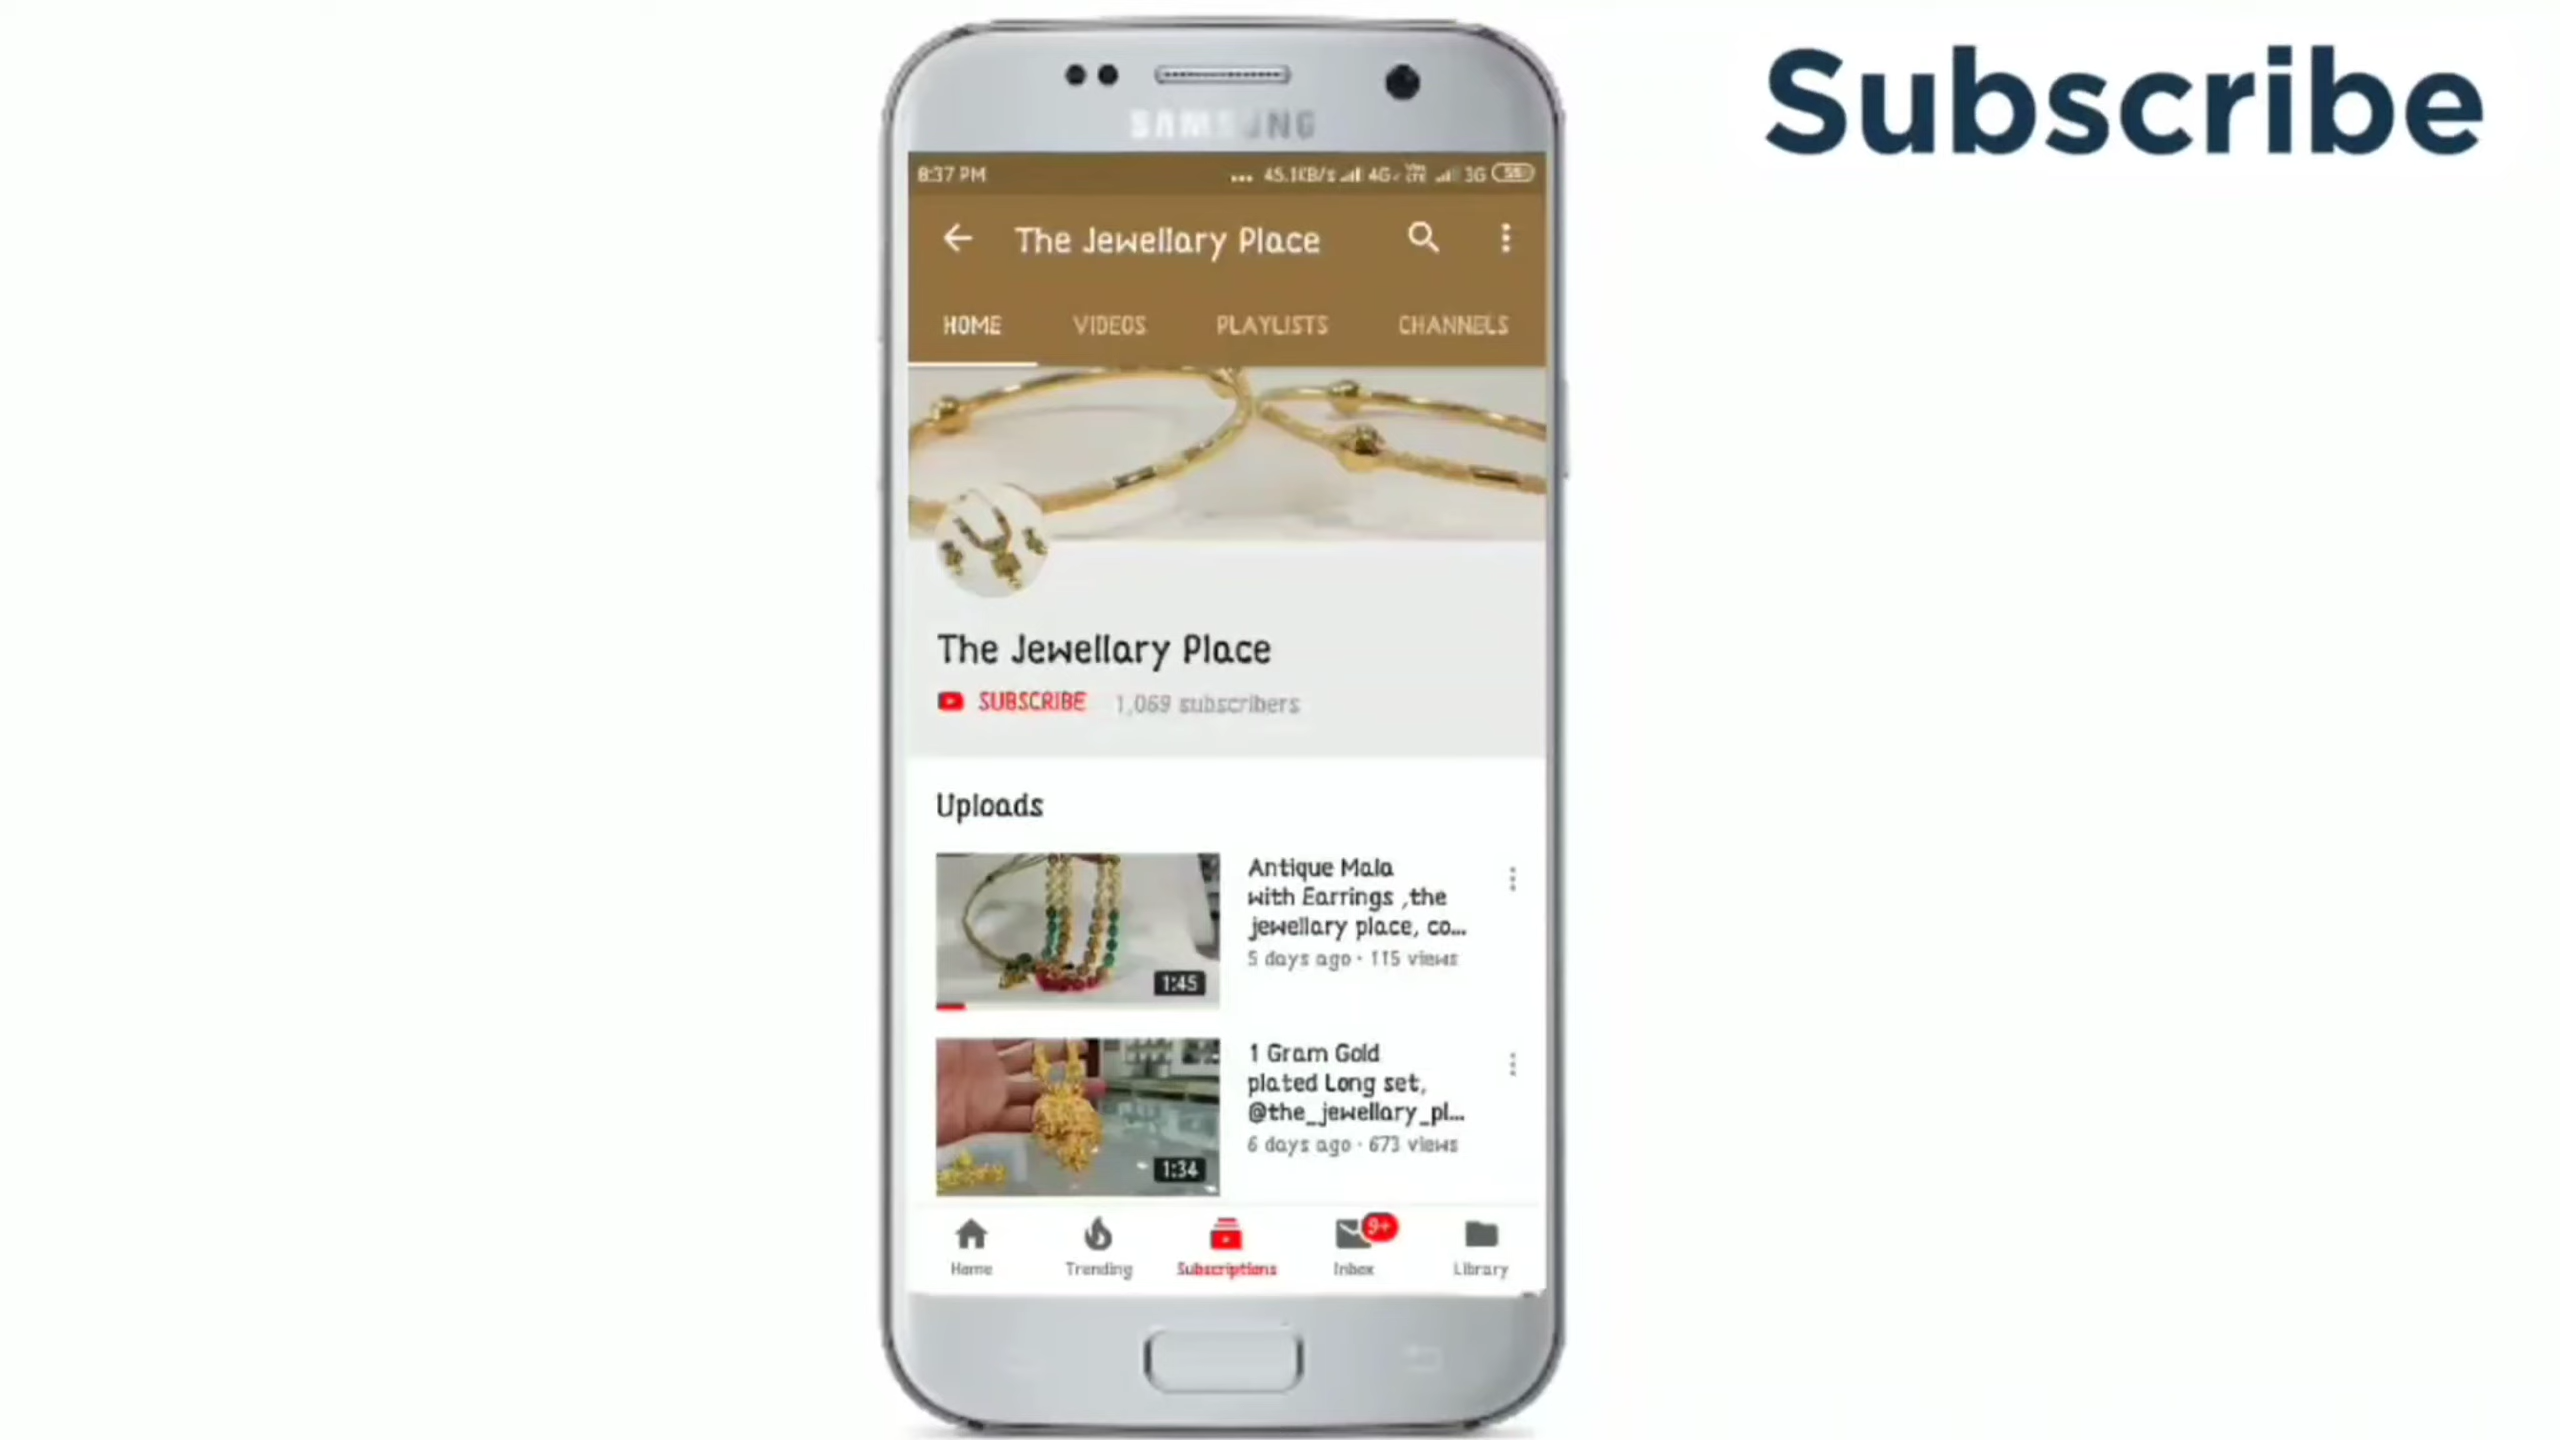 Subscribe
SAMSUNG
8:37 PM
... 45.1KB/s 4G 3G
The Jewellary Place
HOME VIDEOS PLAYLISTS CHANNELS
The Jewellary Place
SUBSCRIBE 1,069 subscribers
Uploads
Antique Mala
with Earrings ,the
jewellary place, co...
5 days ago · 115 views
1:45
1 Gram Gold
plated Long set,
@the_jewellary_pl...
6 days ago · 673 views
1:34
9+
Home Trending Subscriptions Inbox Library